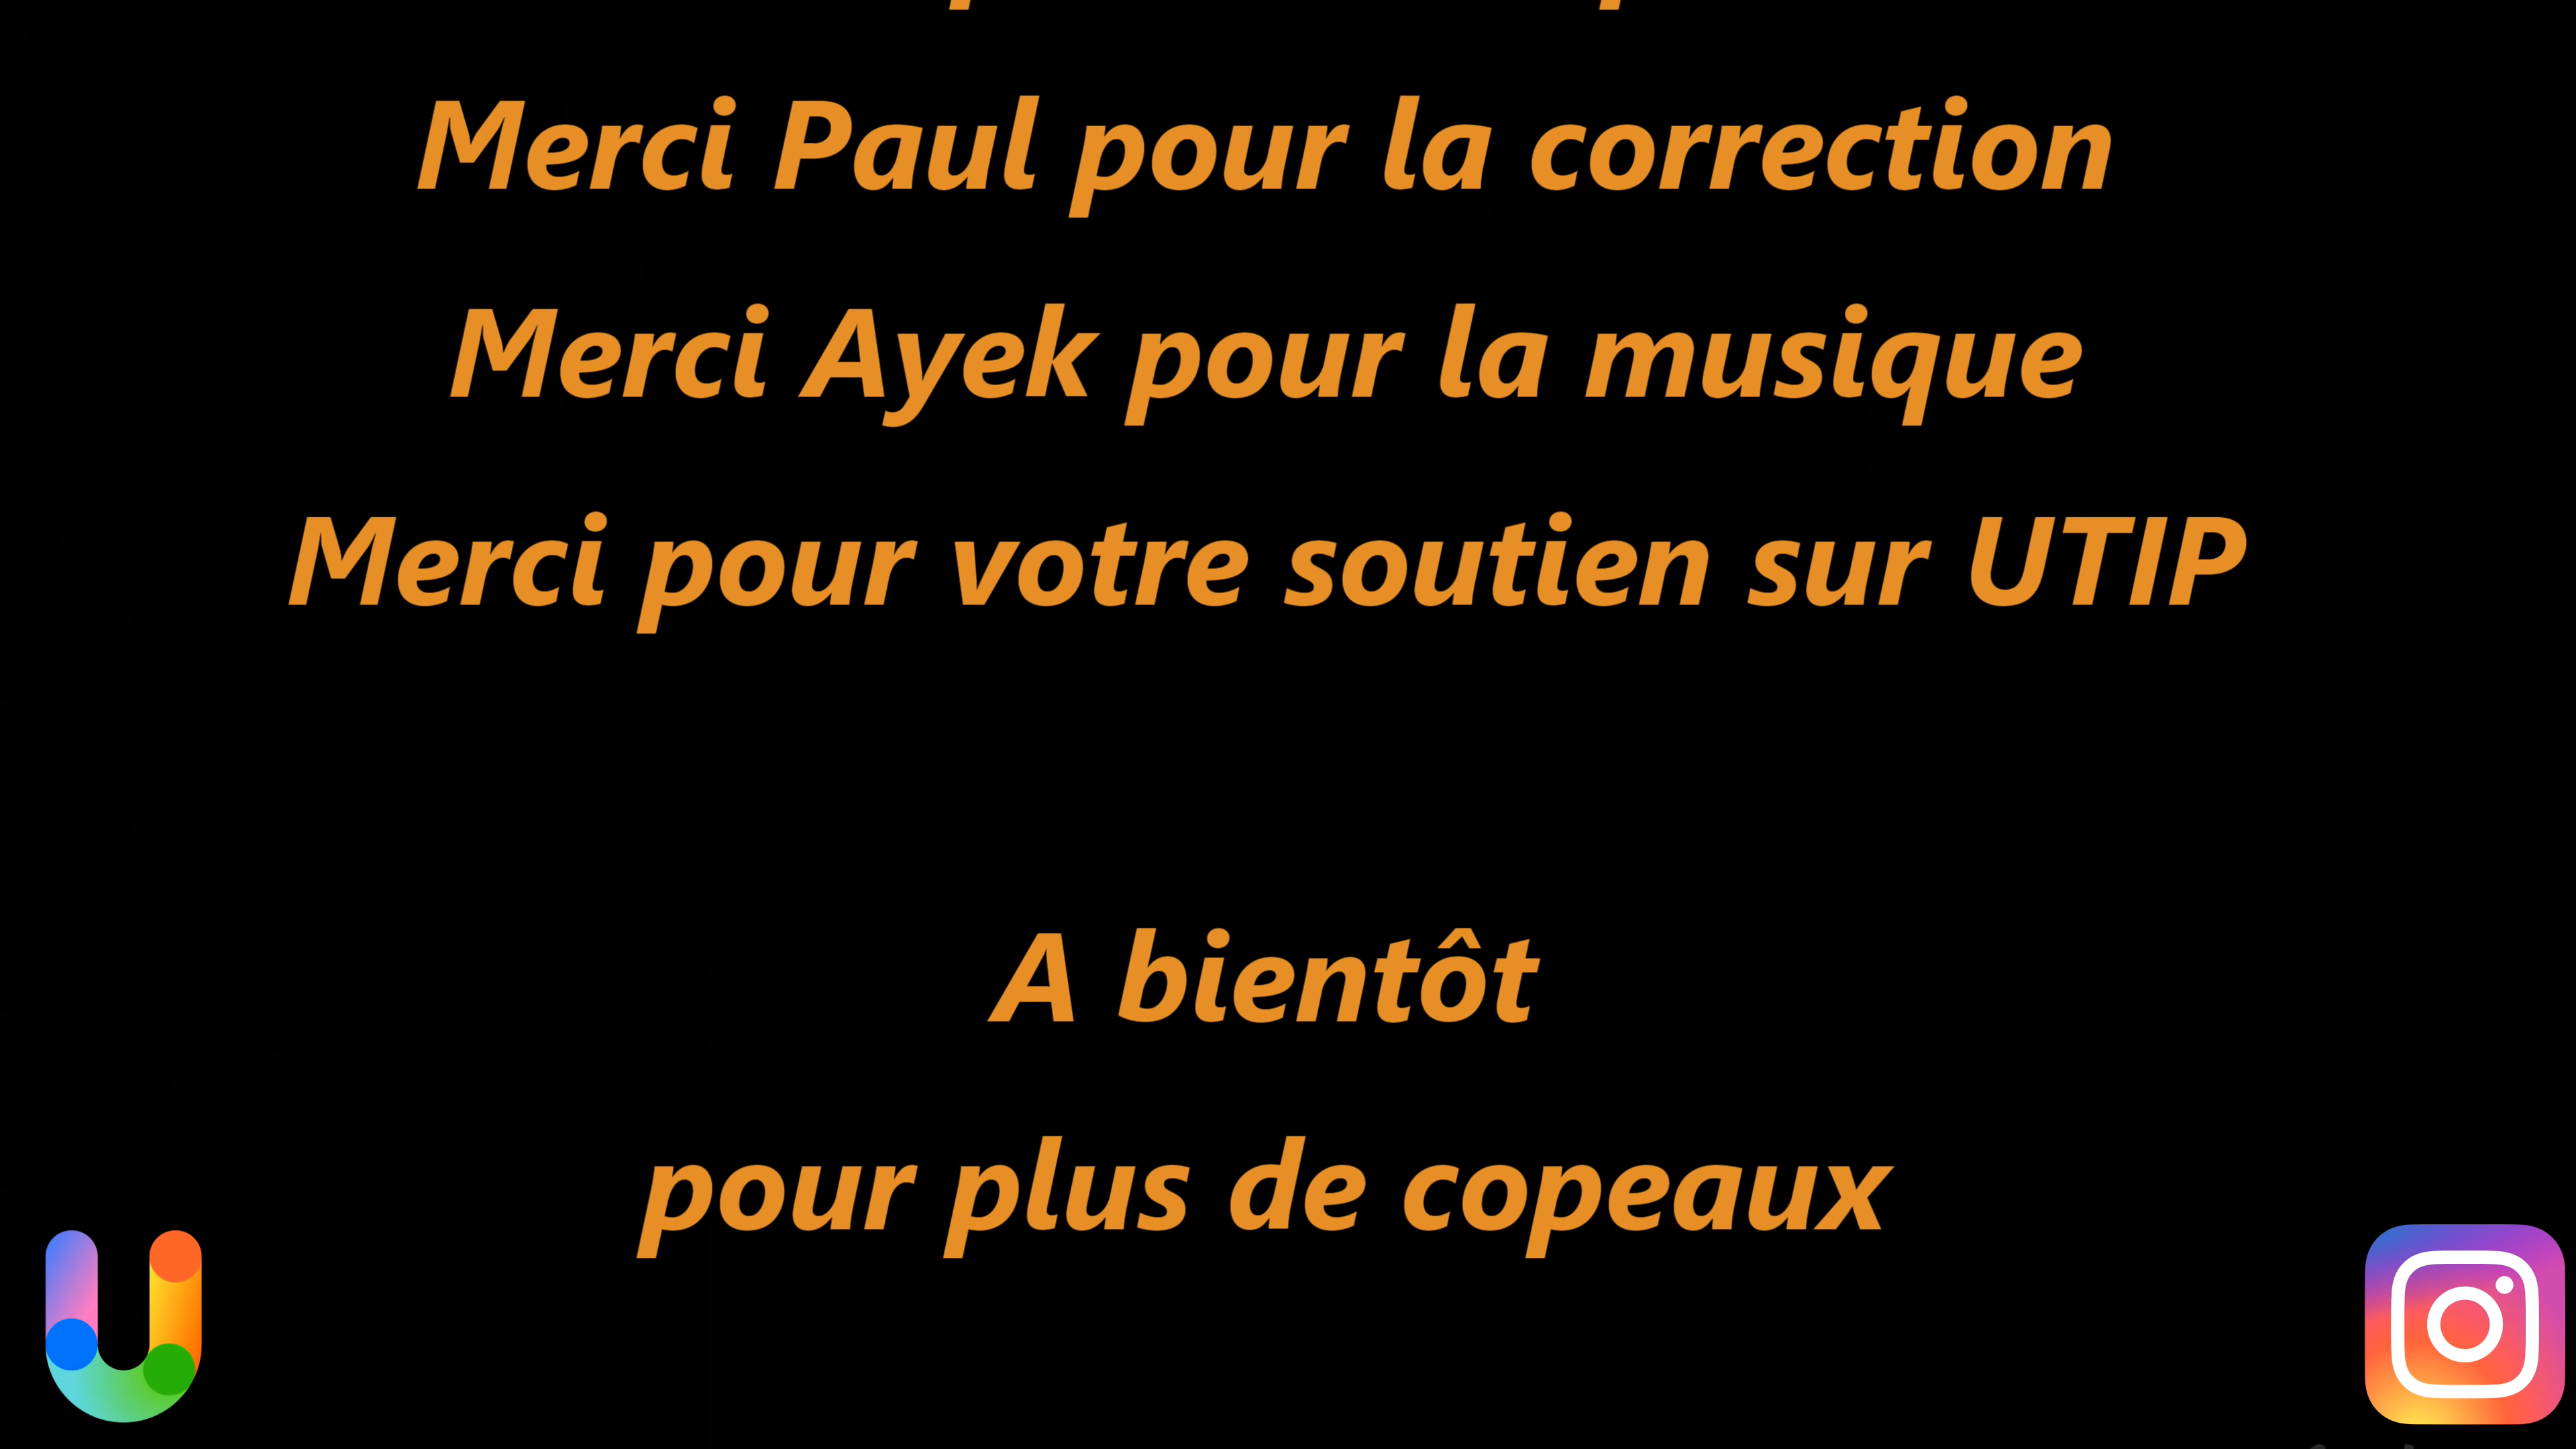 Merci Paul pour la correction
Merci Ayek pour la musique
Merci pour votre soutien sur UTIP
A bientôt
pour plus de copeaux